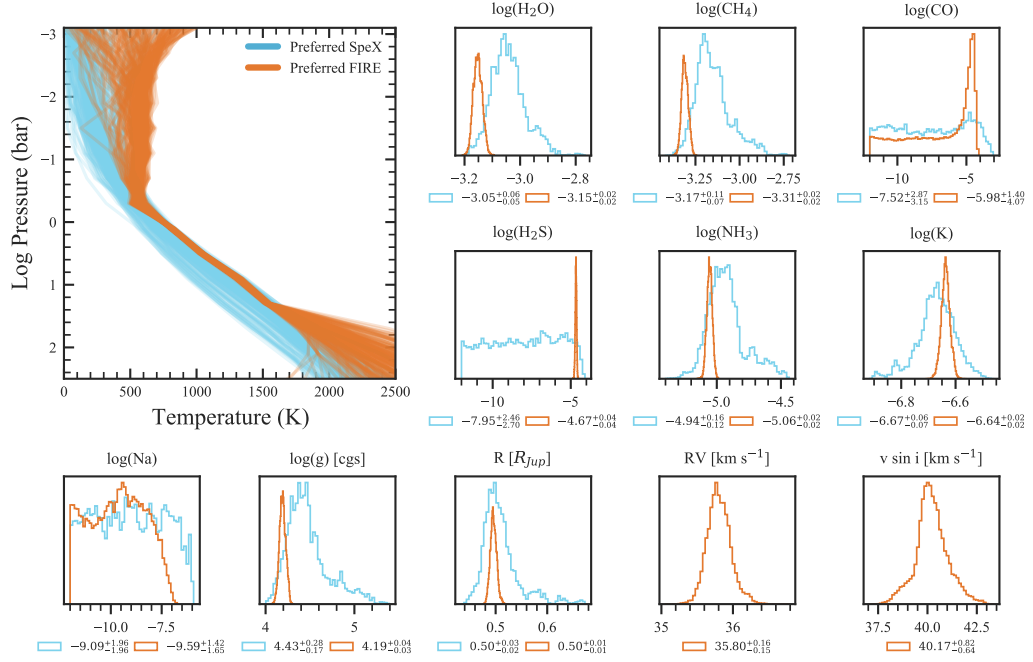 log(H₂O)
log(CH₄)
log(CO)
Preferred SpeX
Preferred FIRE
−3
−2
−1
0
1
2
Log Pressure (bar)
0 500 1000 1500 2000 2500
Temperature (K)
−3.2 −3.0 −2.8
−3.25 −3.00 −2.75
−10 −5
−3.05 +0.06 −0.05 −3.15 +0.02 −0.02
−3.17 +0.11 −0.07 −3.31 +0.02 −0.02
−7.52 +2.87 −3.15 −5.98 +1.40 −4.07
log(H₂S)
log(NH₃)
log(K)
−10 −5
−5.0 −4.5
−6.8 −6.6
−7.95 +2.46 −2.70 −4.67 +0.04 −0.04
−4.94 +0.16 −0.12 −5.06 +0.02 −0.02
−6.67 +0.06 −0.07 −6.64 +0.02 −0.02
log(Na)
log(g) [cgs]
R [R_Jup]
RV [km s⁻¹]
v sin i [km s⁻¹]
−10.0 −7.5
4 5
0.5 0.6
35 36
37.5 40.0 42.5
−9.09 +1.96 −1.96 −9.59 +1.42 −1.65
4.43 +0.28 −0.17 4.19 +0.04 −0.03
0.50 +0.03 −0.02 0.50 +0.01 −0.01
35.80 +0.16 −0.15
40.17 +0.82 −0.64